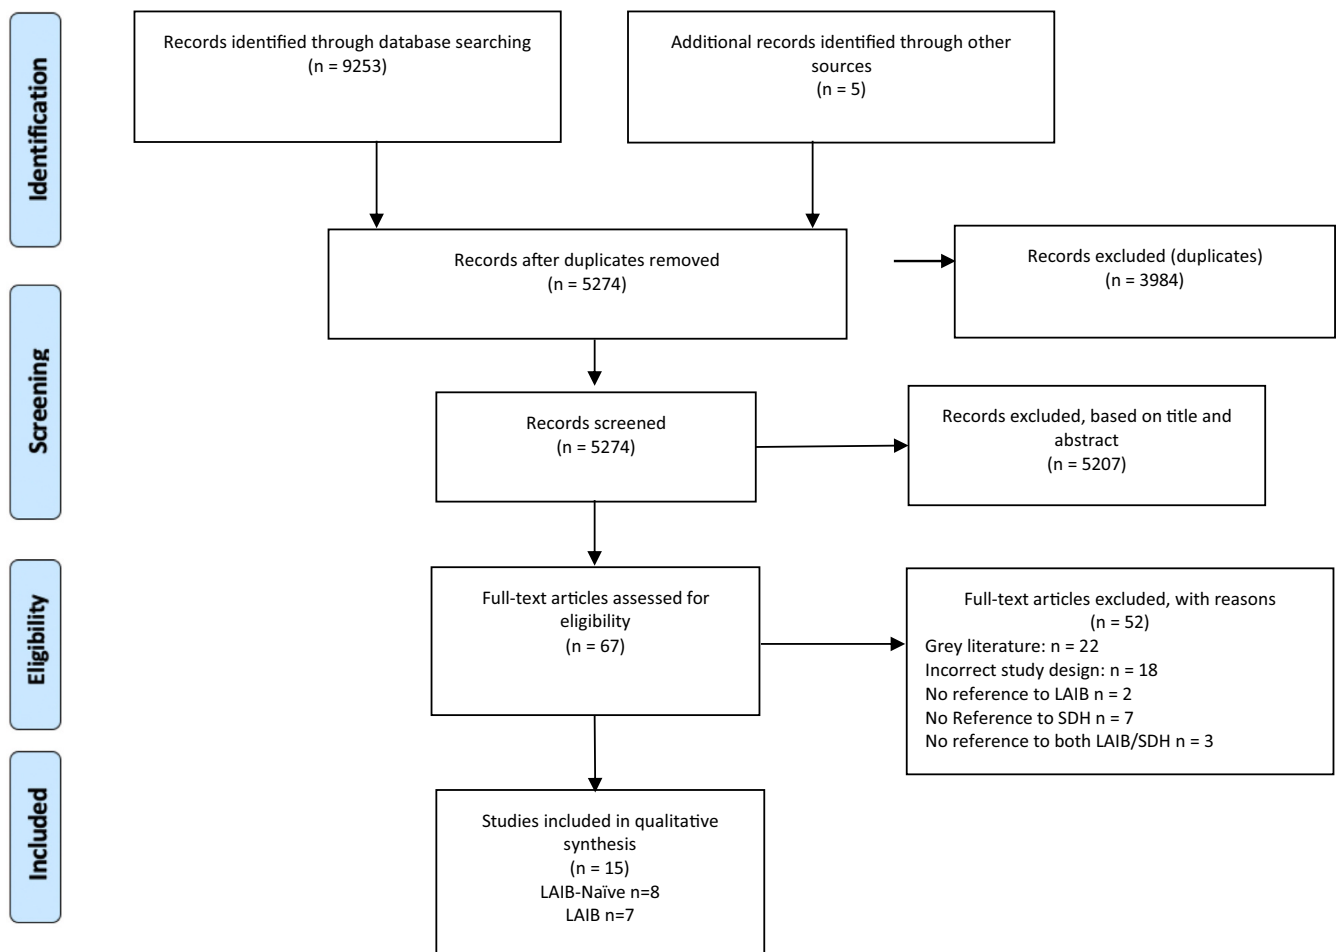 Identification
Records identified through database searching
(n = 9253)
Additional records identified through other
sources
(n = 5)
Records after duplicates removed
(n = 5274)
Records excluded (duplicates)
(n = 3984)
Screening
Records screened
(n = 5274)
Records excluded, based on title and
abstract
(n = 5207)
Eligibility
Full-text articles assessed for
eligibility
(n = 67)
Full-text articles excluded, with reasons
(n = 52)
Grey literature: n = 22
Incorrect study design: n = 18
No reference to LAIB n = 2
No Reference to SDH n = 7
No reference to both LAIB/SDH n = 3
Included
Studies included in qualitative
synthesis
(n = 15)
LAIB-Naïve n=8
LAIB n=7